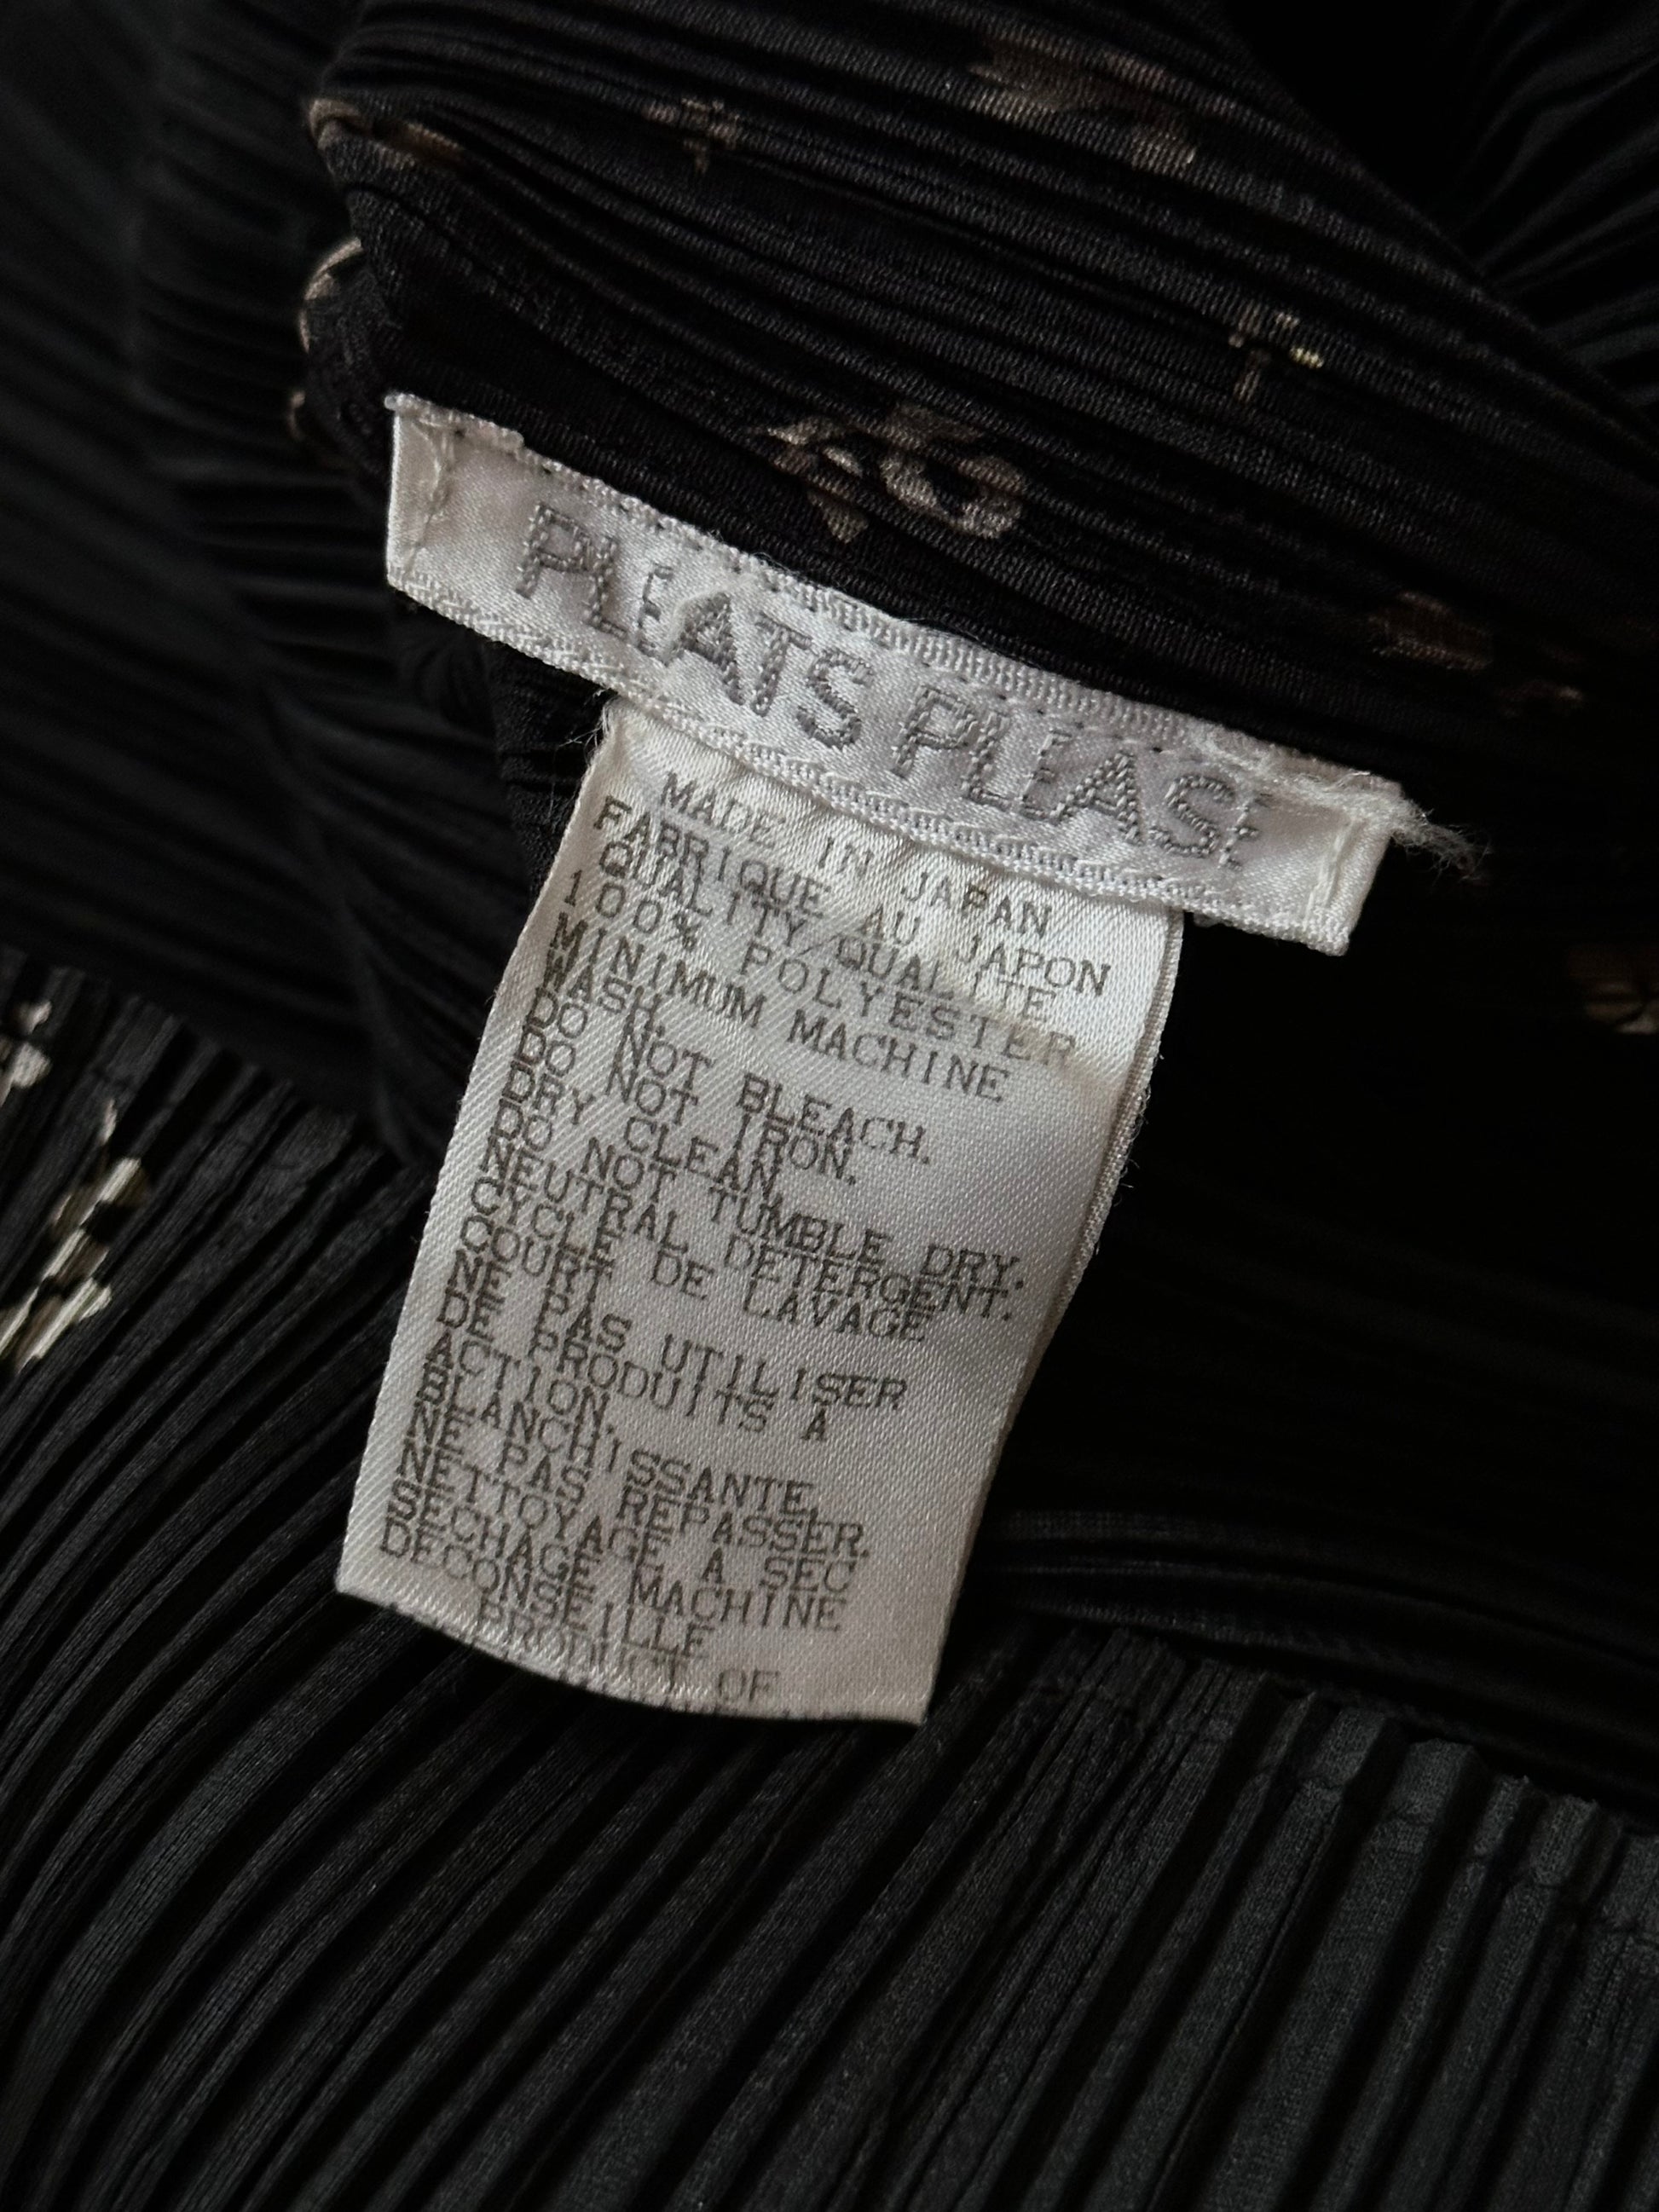 PLEATS PLEASE
MADE IN JAPAN
FABRIQUE AU JAPON
QUALITY/QUALITE
100% POLYESTER
MINIMUM MACHINE
WASH.
DO NOT BLEACH.
DO NOT IRON.
DRY CLEAN.
DO NOT TUMBLE DRY.
NEUTRAL DETERGENT.
CYCLE DE LAVAGE
COURT
NE PAS UTILISER
DE PRODUITS A
ACTION.
BLANCHISSANTE.
NE PAS REPASSER.
NETTOYAGE A SEC
SECHAGE MACHINE
DECONSEILLE
PRODUCT OF